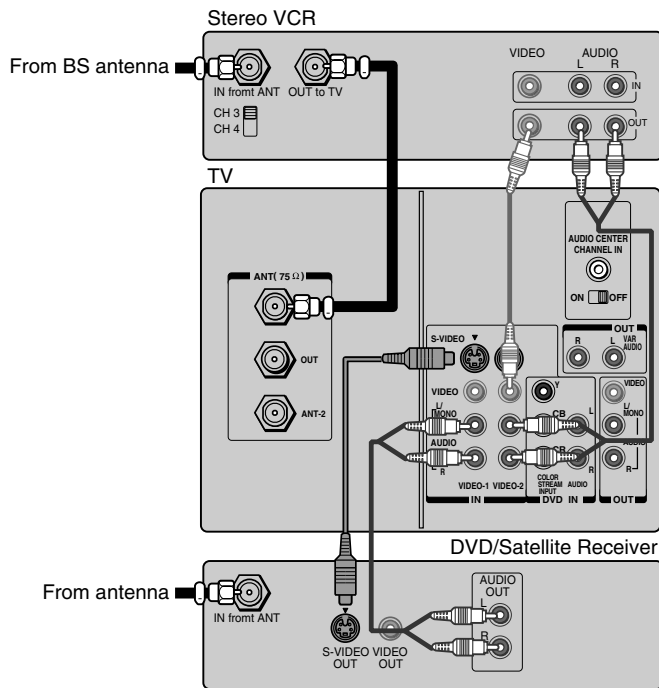 Stereo VCR
From BS antenna
IN fromt ANT
OUT to TV
CH 3
CH 4
VIDEO
AUDIO
L
R
IN
OUT
TV
AUDIO CENTER
CHANNEL IN
ON
OFF
ANT( 75 Ω )
OUT
ANT-2
OUT
R
L
VAR
AUDIO
S-VIDEO
VIDEO
L/
MONO
AUDIO
L
R
VIDEO-1
VIDEO-2
IN
Y
CB
CR
L
R
COLOR
STREAM
INPUT
AUDIO
DVD IN
VIDEO
L/
MONO
AUDIO
R
OUT
DVD/Satellite Receiver
From antenna
IN fromt ANT
S-VIDEO
OUT
VIDEO
OUT
AUDIO
OUT
L
R